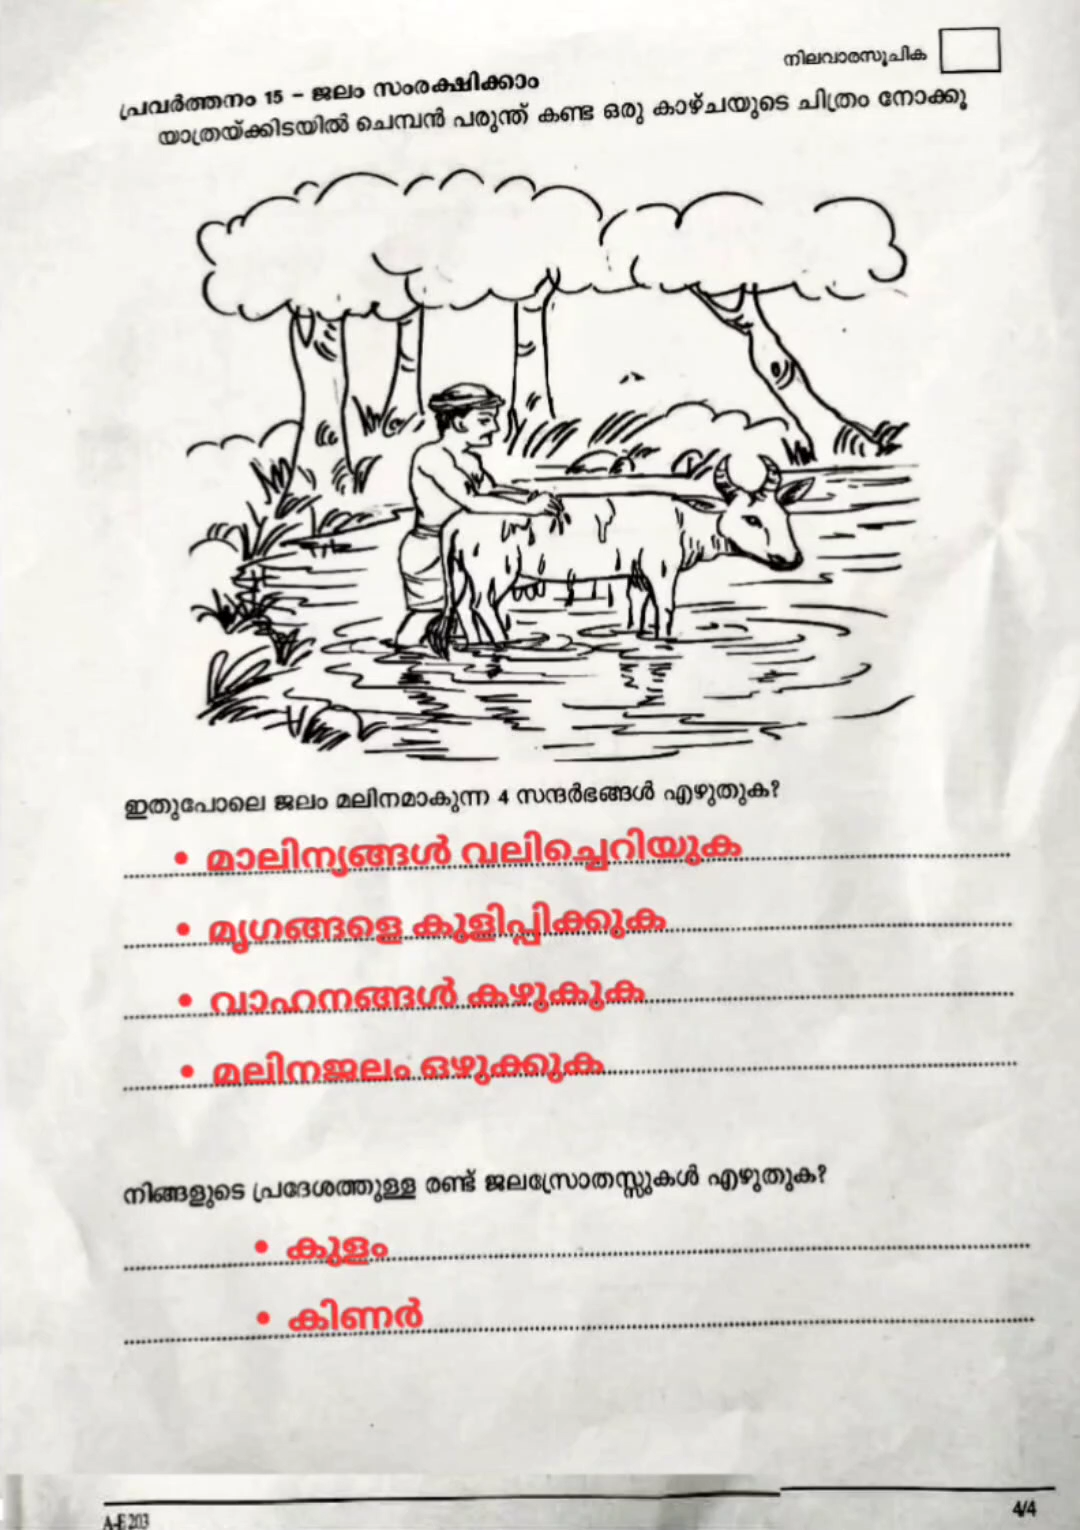 നിലവാരസൂചിക
പ്രവർത്തനം 15 - ജലം സംരക്ഷിക്കാം
യാത്രയ്ക്കിടയിൽ ചെമ്പൻ പരുന്ത് കണ്ട ഒരു കാഴ്ചയുടെ ചിത്രം നോക്കൂ
ഇതുപോലെ ജലം മലിനമാകുന്ന 4 സന്ദർഭങ്ങൾ എഴുതുക?
• മാലിന്യങ്ങൾ വലിച്ചെറിയുക
• മൃഗങ്ങളെ കുളിപ്പിക്കുക
• വാഹനങ്ങൾ കഴുകുക
• മലിനജലം ഒഴുക്കുക
നിങ്ങളുടെ പ്രദേശത്തുള്ള രണ്ട് ജലസ്രോതസ്സുകൾ എഴുതുക?
• കുളം
• കിണർ
A-E 203
4/4